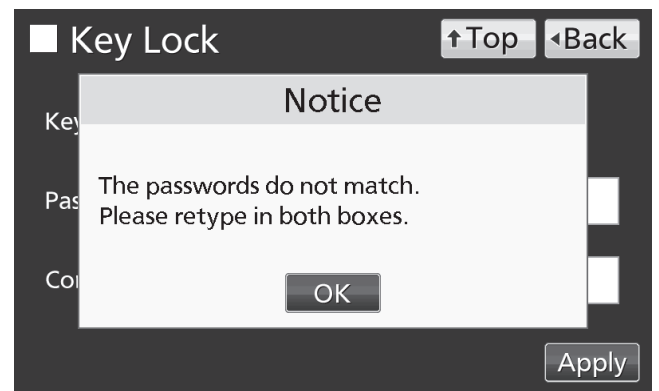 Key Lock
↑Top
◂Back
Notice
The passwords do not match.
Please retype in both boxes.
OK
Apply